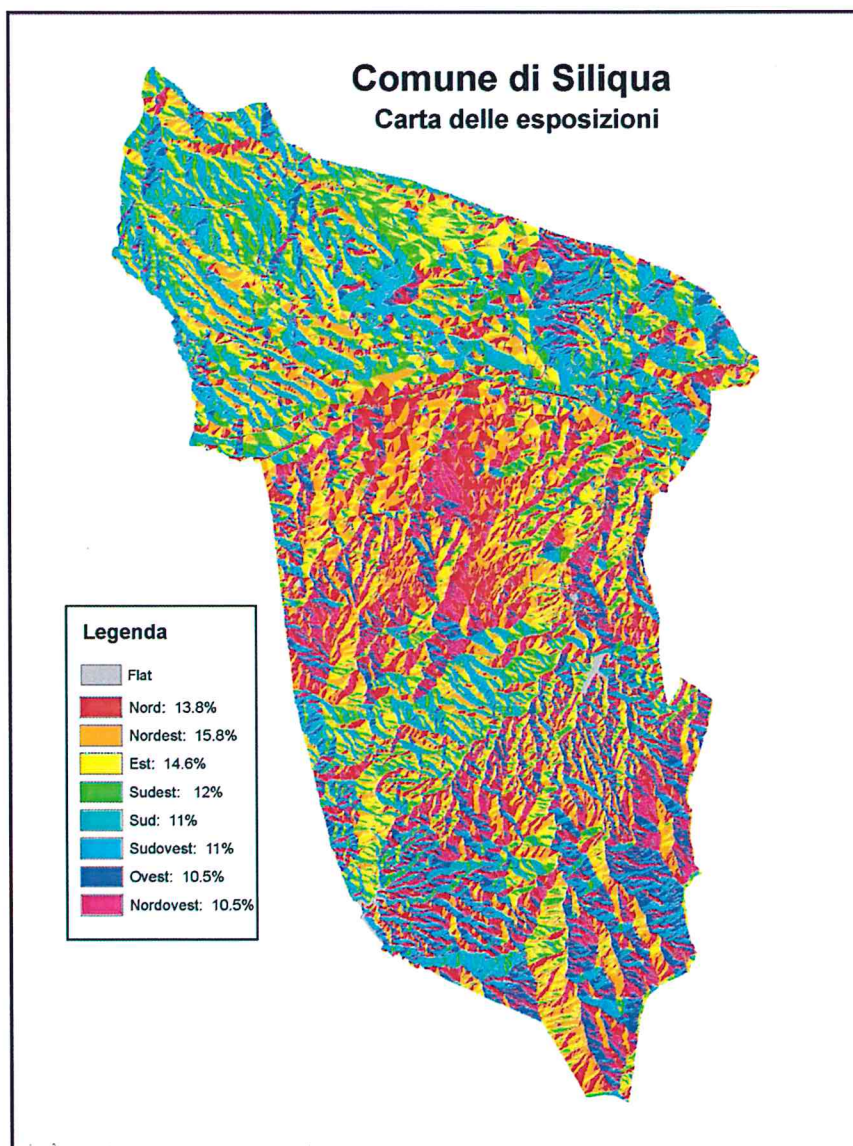 Comune di Siliqua
Carta delle esposizioni
Legenda
Flat
Nord: 13.8%
Nordest: 15.8%
Est: 14.6%
Sudest: 12%
Sud: 11%
Sudovest: 11%
Ovest: 10.5%
Nordovest: 10.5%